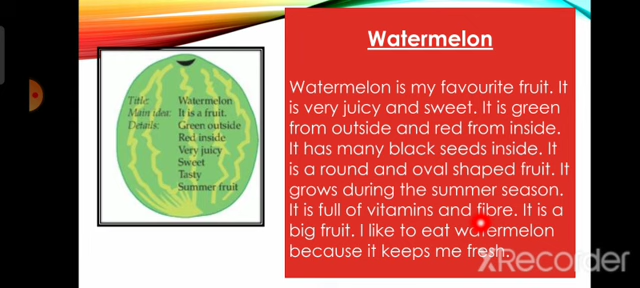 Title: Watermelon
Main idea: It is a fruit.
Details: Green outside
Red inside
Very juicy
Sweet
Tasty
Summer fruit
Watermelon
Watermelon is my favourite fruit. It
is very juicy and sweet. It is green
from outside and red from inside.
It has many black seeds inside. It
is a round and oval shaped fruit. It
grows during the summer season.
It is full of vitamins and fibre. It is a
big fruit. I like to eat watermelon
because it keeps me fresh.
XRecorder